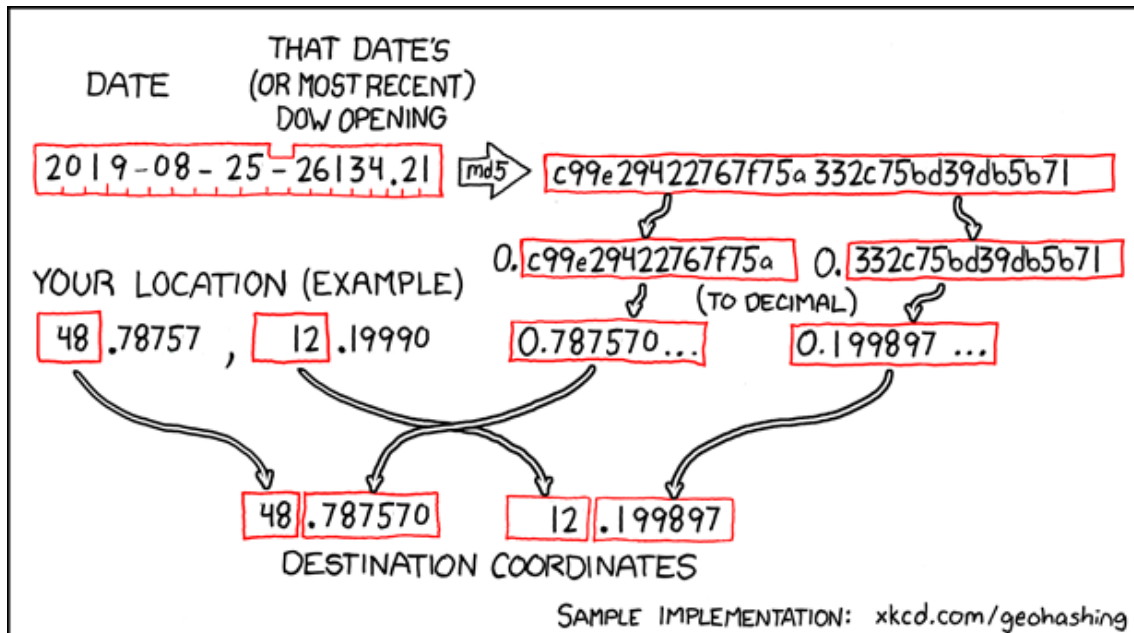 DATE
THAT DATE'S
(OR MOST RECENT)
DOW OPENING
2019-08-25-26134.21
md5
c99e29422767f75a332c75bd39db5b71
0.c99e29422767f75a
0.332c75bd39db5b71
YOUR LOCATION (EXAMPLE)
(TO DECIMAL)
48.78757, 12.19990
0.787570...
0.199897...
48.787570
12.199897
DESTINATION COORDINATES
SAMPLE IMPLEMENTATION: xkcd.com/geohashing